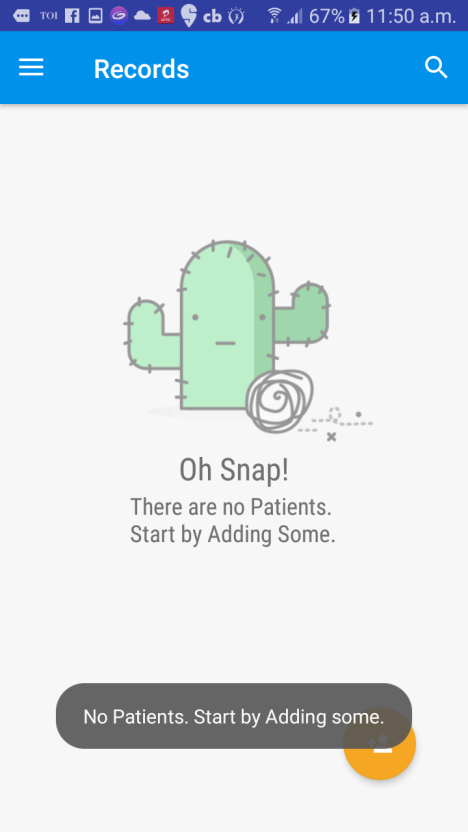 TOI cb 67% 11:50 a.m.
Records
Oh Snap!
There are no Patients.
Start by Adding Some.
No Patients. Start by Adding some.